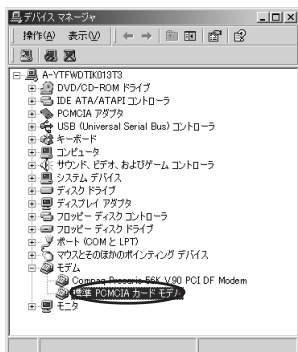 デバイス マネージャ
操作(A) 表示(V)
A-YTFWDTIK013T3
DVD/CD-ROM ドライブ
IDE ATA/ATAPI コントローラ
PCMCIA アダプタ
USB (Universal Serial Bus) コントローラ
キーボード
コンピュータ
サウンド、ビデオ、およびゲーム コントローラ
システム デバイス
ディスク ドライブ
ディスプレイ アダプタ
フロッピー ディスク コントローラ
フロッピー ディスク ドライブ
ポート (COM と LPT)
マウスとそのほかのポインティング デバイス
モデム
Compaq Presario 56K V.90 PCI DF Modem
標準 PCMCIA カード モデム
モニタ